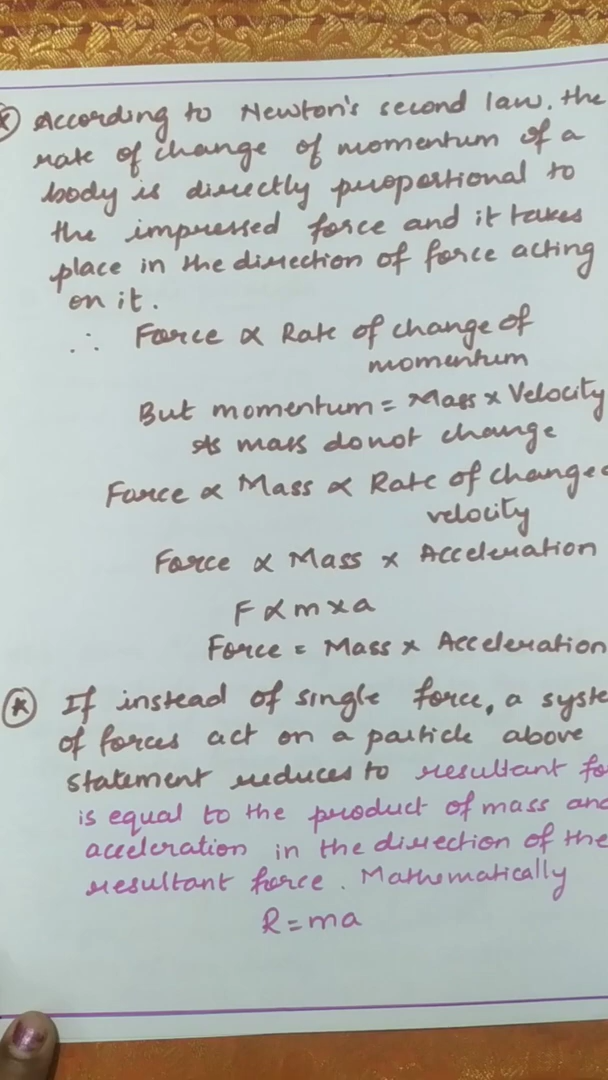 According to Newton's second law. the
rate of change of momentum of a
body is directly propostional to
the impressed force and it takes
place in the direction of force acting
on it.
∴ Force ∝ Rate of change of
momentum
But momentum = Mass x Velocity
As mass donot change
Force ∝ Mass ∝ Rate of change
velocity
Force ∝ Mass x Acceleration
F ∝ m x a
Force = Mass x Acceleration
If instead of single force, a syste
of forces act on a particle above
statement reduces to resultant fo
is equal to the product of mass and
acceleration in the direction of the
resultant force. Mathematically
R = ma